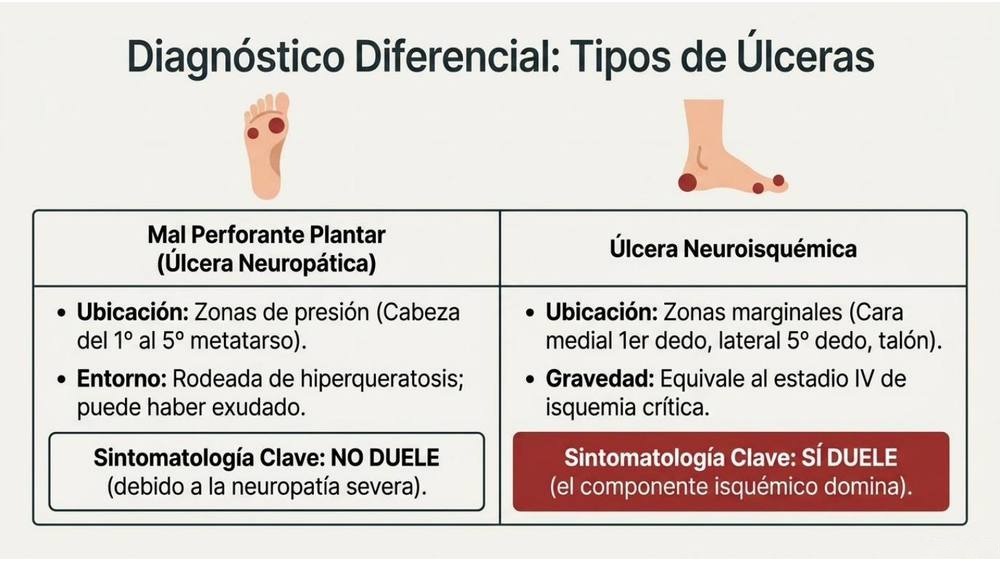 Diagnóstico Diferencial: Tipos de Úlceras
Mal Perforante Plantar
(Úlcera Neuropática)
• Ubicación: Zonas de presión (Cabeza
del 1º al 5º metatarso).
• Entorno: Rodeada de hiperqueratosis;
puede haber exudado.
Sintomatología Clave: NO DUELE
(debido a la neuropatía severa).
Úlcera Neuroisquémica
• Ubicación: Zonas marginales (Cara
medial 1er dedo, lateral 5º dedo, talón).
• Gravedad: Equivale al estadio IV de
isquemia crítica.
Sintomatología Clave: SÍ DUELE
(el componente isquémico domina).